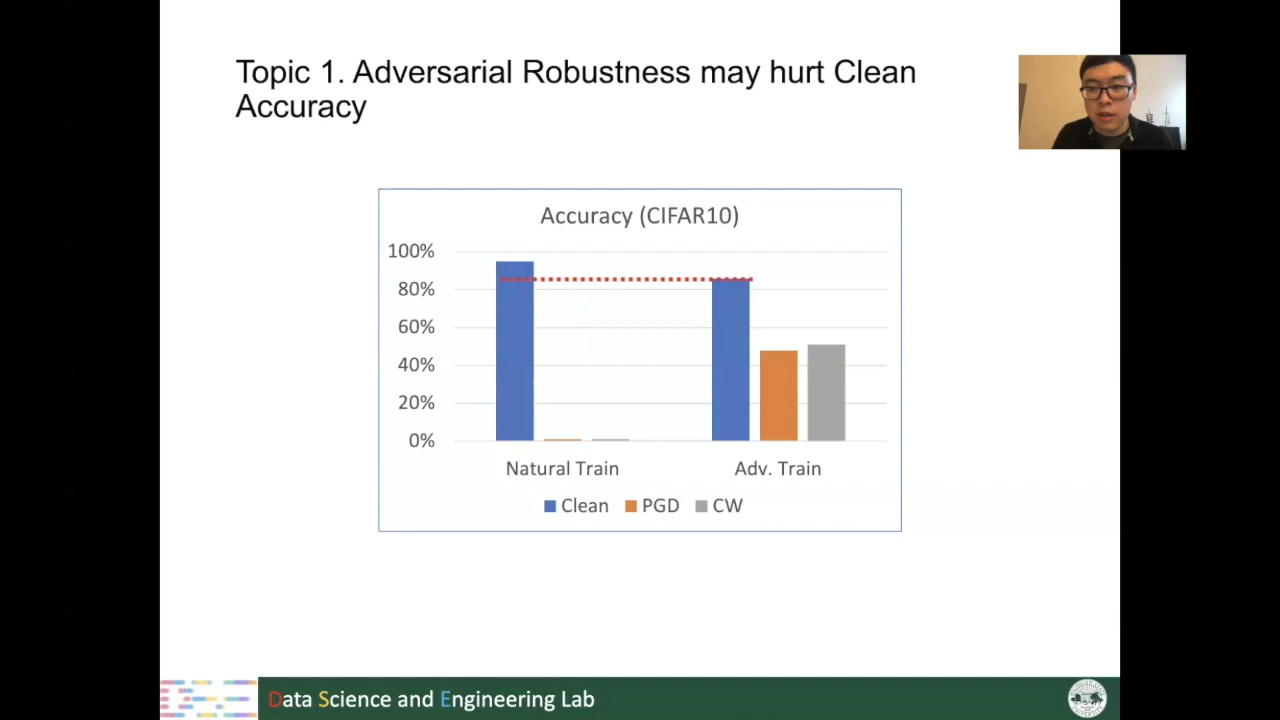 Topic 1. Adversarial Robustness may hurt Clean
Accuracy
Accuracy (CIFAR10)
100%
80%
60%
40%
20%
0%
Natural Train
Adv. Train
Clean
PGD
CW
Data Science and Engineering Lab